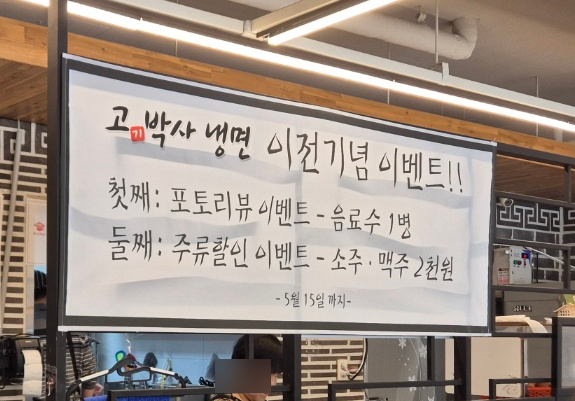 고기박사 냉면 이전기념 이벤트!!
첫째: 포토리뷰 이벤트 - 음료수 1병
둘째: 주류할인 이벤트 - 소주·맥주 2천원
- 5월 15일 까지 -